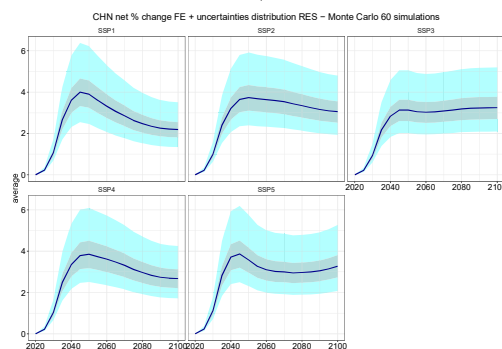 CHN net % change FE + uncertainties distribution RES − Monte Carlo 60 simulations
SSP1
SSP2
SSP3
6
4
2
0
2020 2040 2060 2080 2100
average
SSP4
SSP5
6
4
2
0
2020 2040 2060 2080 2100
2020 2040 2060 2080 2100